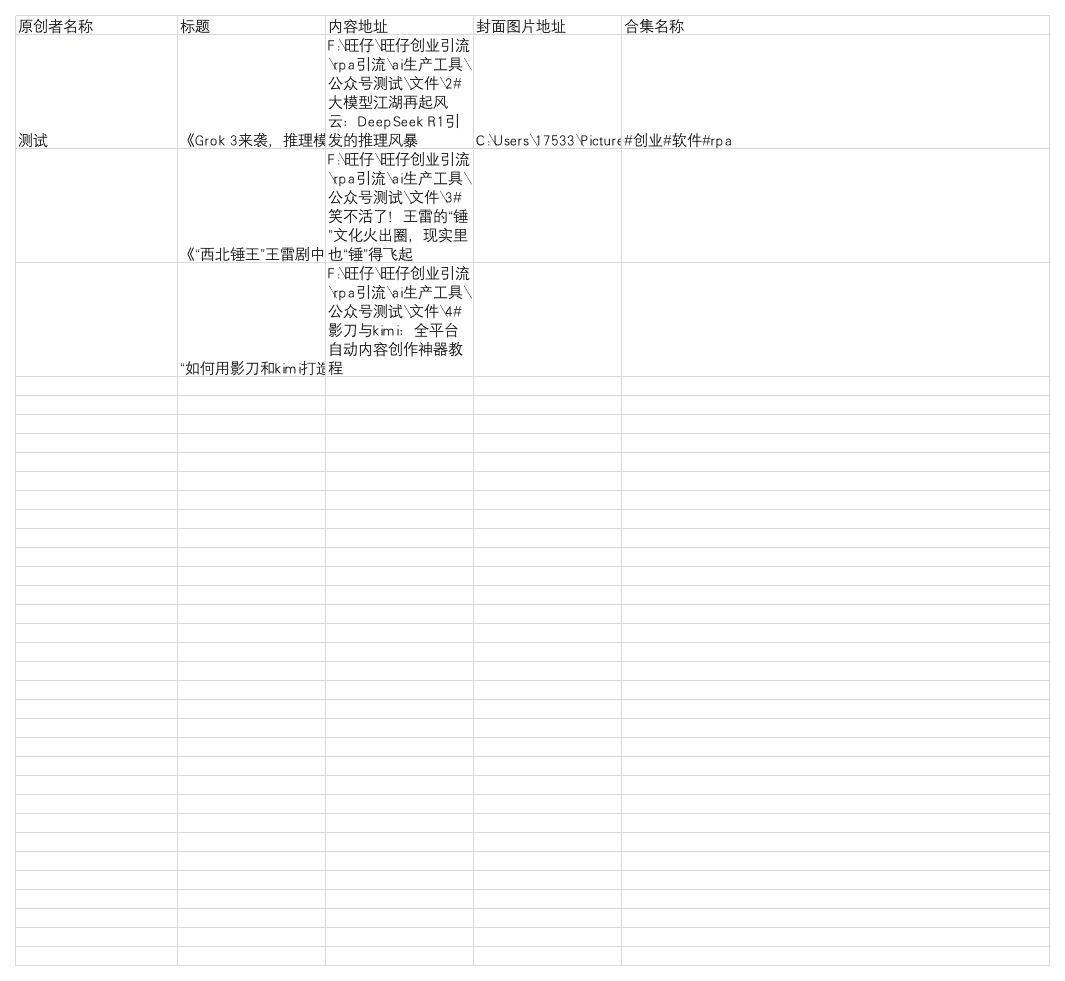 原创者名称 标题 内容地址 封面图片地址 合集名称
F:\旺仔\旺仔创业引流
\rpa引流\ai生产工具\
公众号测试\文件\2#
大模型江湖再起风
云：DeepSeek R1引
测试 《Grok 3来袭，推理模 发的推理风暴 C:\Users\17533\Picture #创业#软件#rpa
F:\旺仔\旺仔创业引流
\rpa引流\ai生产工具\
公众号测试\文件\3#
笑不活了！王雷的“锤
”文化火出圈，现实里
《“西北锤王”王雷剧中 也“锤”得飞起
F:\旺仔\旺仔创业引流
\rpa引流\ai生产工具\
公众号测试\文件\4#
影刀与kimi：全平台
自动内容创作神器教
“如何用影刀和kimi打造 程